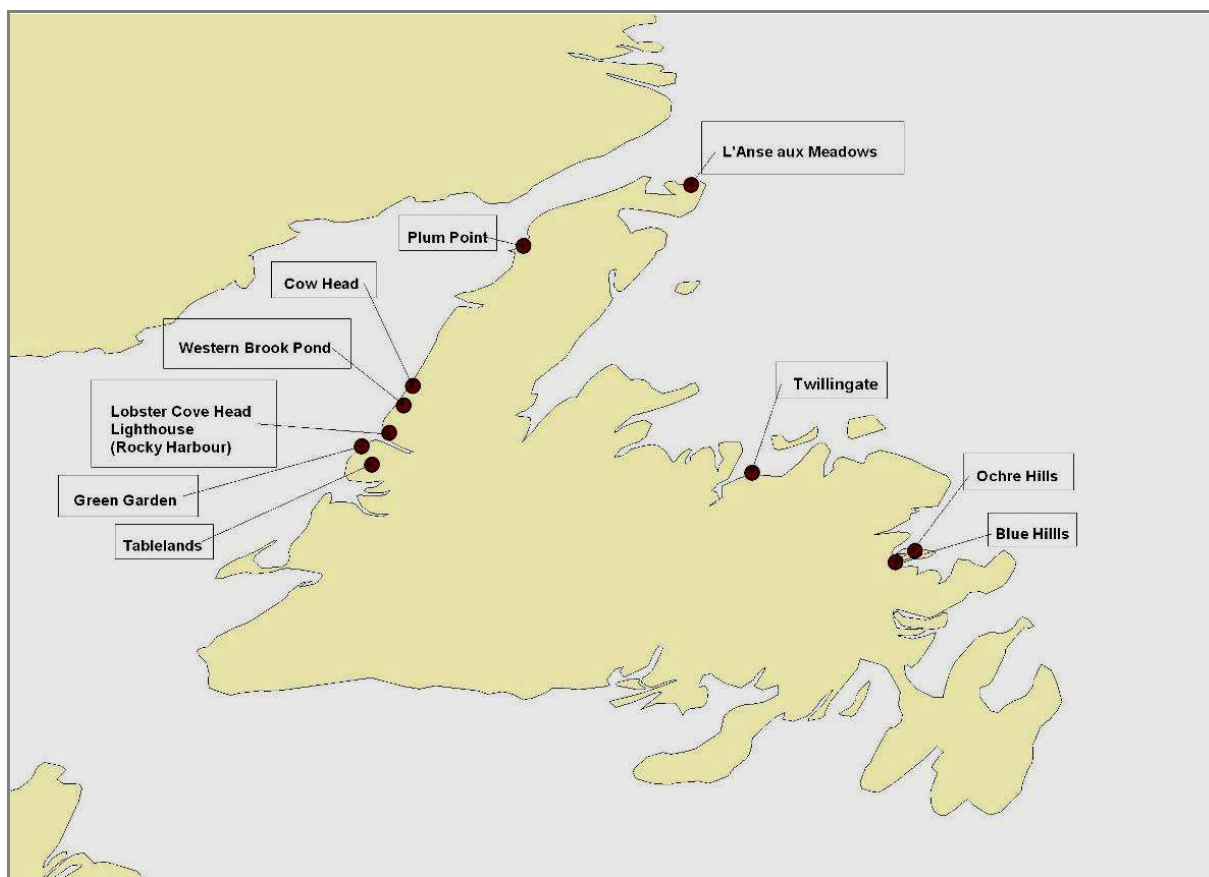 L'Anse aux Meadows
Plum Point
Cow Head
Western Brook Pond
Twillingate
Lobster Cove Head
Lighthouse
(Rocky Harbour)
Ochre Hills
Green Garden
Blue Hillls
Tablelands